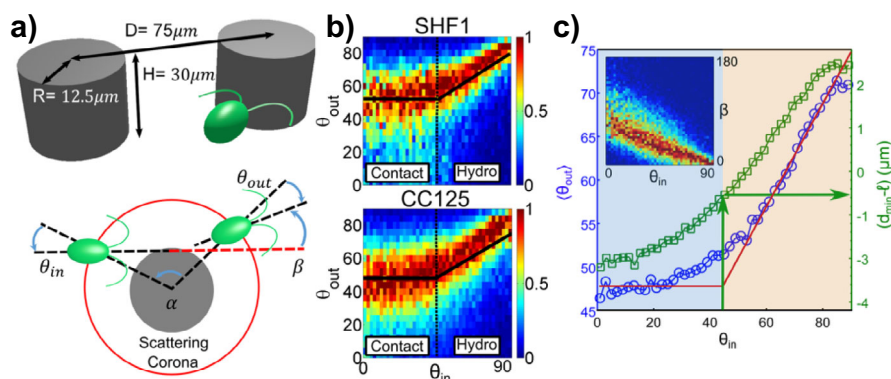 a)
D= 75μm
R= 12.5μm
H= 30μm
θout
θin
β
α
Scattering
Corona
b)
SHF1
90
80
60
40
20
0
θout
Contact
Hydro
1
0.5
0
CC125
80
60
40
20
0
θout
Contact
Hydro
0
θin
90
1
0.5
0
c)
75
70
65
60
55
50
45
⟨θout⟩
180
β
0
0
θin
90
0
20
40
60
80
θin
2
1
0
-1
-2
-3
-4
⟨dmin-ℓ⟩ (μm)